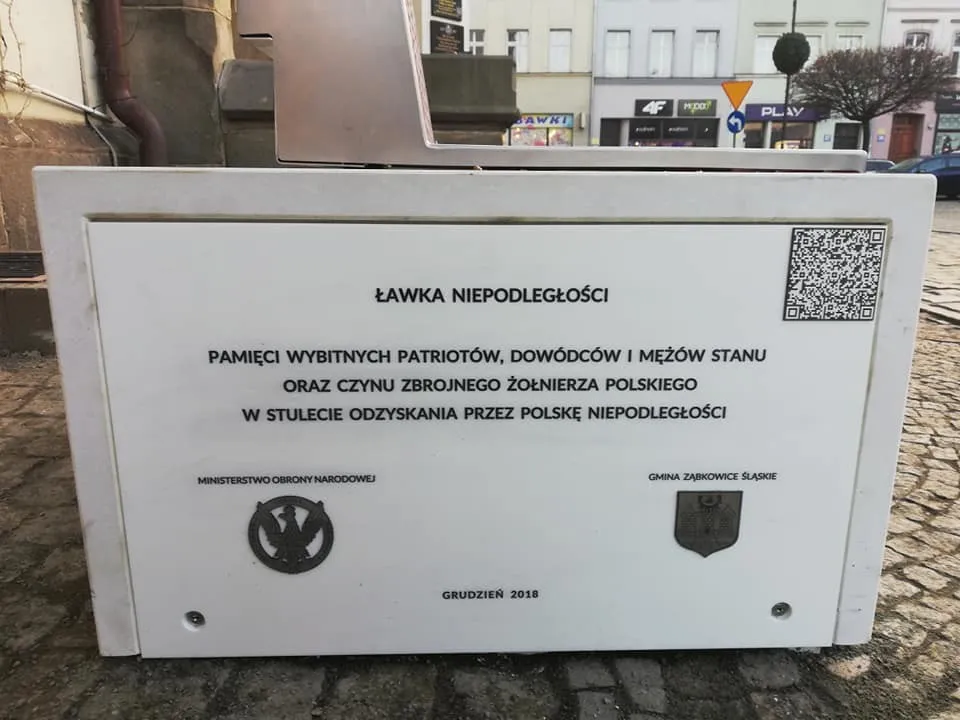 BAWKI
4F
PLAY
ŁAWKA NIEPODLEGŁOŚCI
PAMIĘCI WYBITNYCH PATRIOTÓW, DOWÓDCÓW I MĘŻÓW STANU
ORAZ CZYNU ZBROJNEGO ŻOŁNIERZA POLSKIEGO
W STULECIE ODZYSKANIA PRZEZ POLSKĘ NIEPODLEGŁOŚCI
MINISTERSTWO OBRONY NARODOWEJ
GMINA ZĄBKOWICE ŚLĄSKIE
GRUDZIEŃ 2018